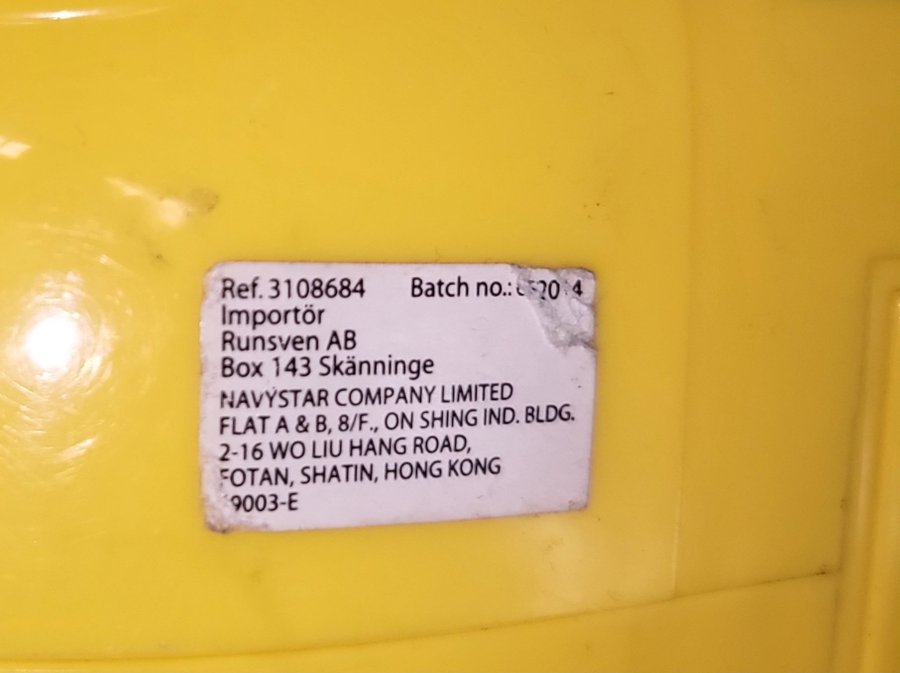 Ref. 3108684 Batch no.:
Importör
Runsven AB
Box 143 Skänninge
NAVYSTAR COMPANY LIMITED
FLAT A & B, 8/F., ON SHING IND. BLDG.
2-16 WO LIU HANG ROAD,
FOTAN, SHATIN, HONG KONG